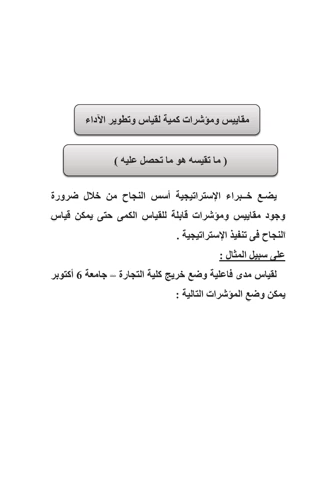 مقاييس ومؤشرات كمية لقياس وتطوير الأداء
( ما تقيسه هو ما تحصل عليه )
يضع خــبراء الإستراتيجية أسس النجاح من خلال ضرورة
وجود مقاييس ومؤشرات قابلة للقياس الكمى حتى يمكن قياس
النجاح فى تنفيذ الإستراتيجية .
على سبيل المثال :
لقياس مدى فاعلية وضع خريج كلية التجارة – جامعة 6 أكتوبر
يمكن وضع المؤشرات التالية :